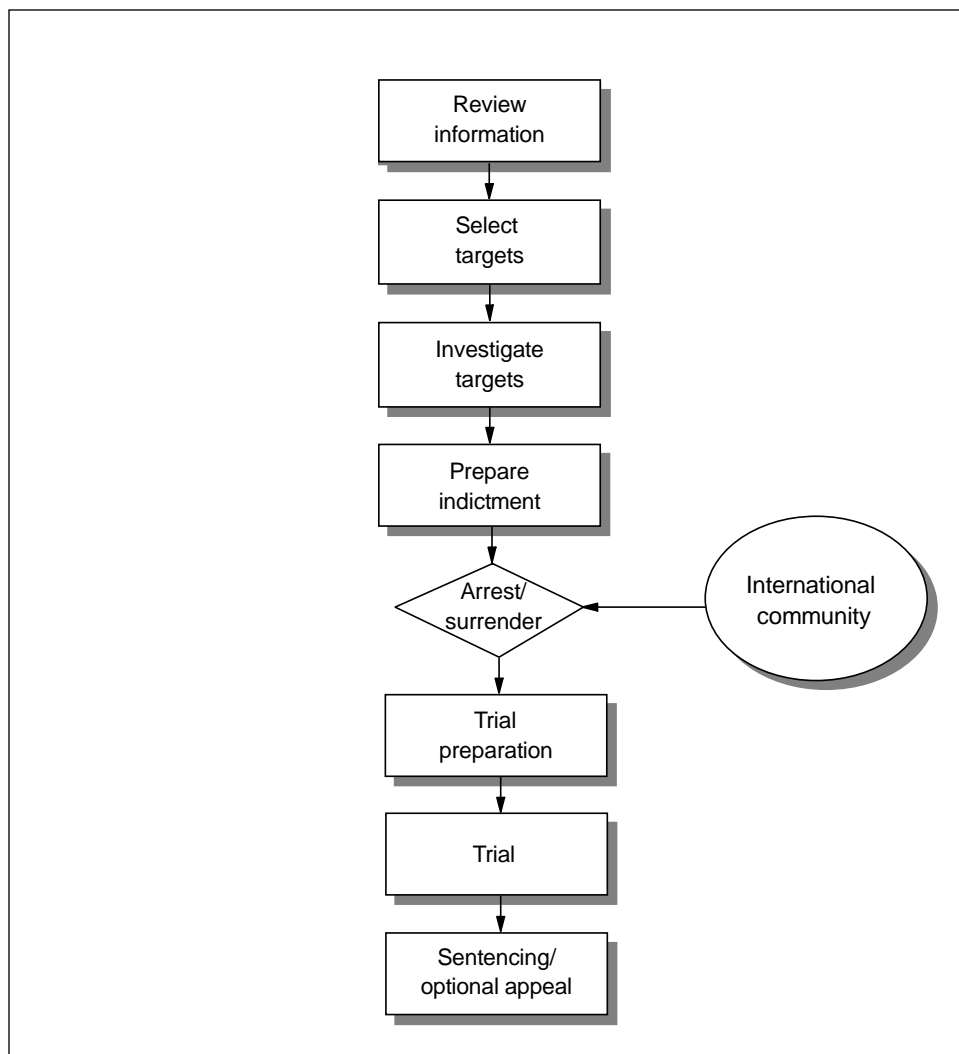 Review
information
Select
targets
Investigate
targets
Prepare
indictment
Arrest/
surrender
International
community
Trial
preparation
Trial
Sentencing/
optional appeal